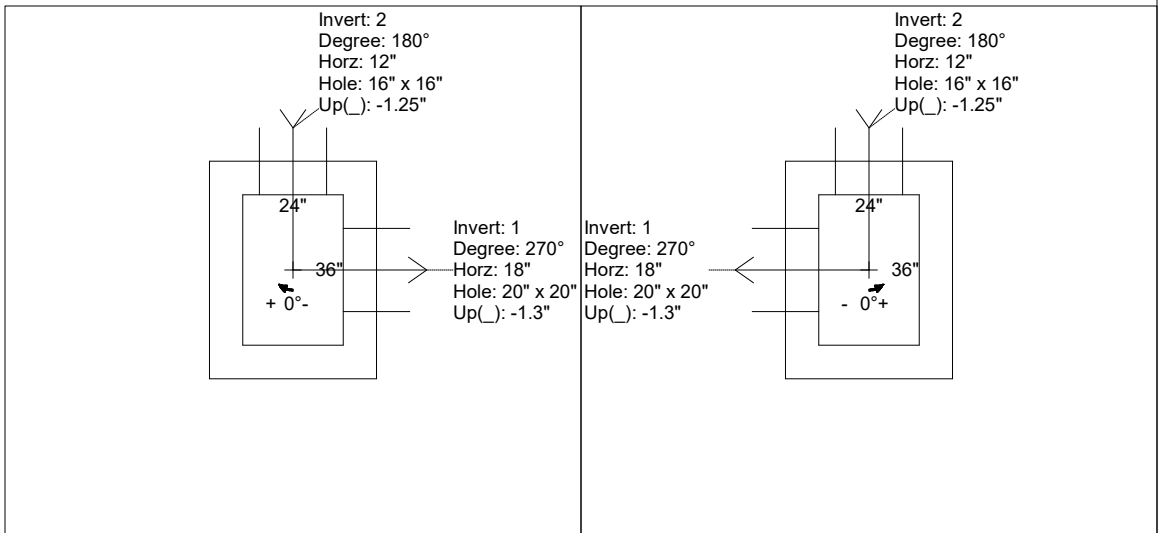 Invert: 2
Degree: 180°
Horz: 12"
Hole: 16" x 16"
Up(_): -1.25"
24"
36"
+ 0°-
Invert: 1
Degree: 270°
Horz: 18"
Hole: 20" x 20"
Up(_): -1.3"
Invert: 2
Degree: 180°
Horz: 12"
Hole: 16" x 16"
Up(_): -1.25"
Invert: 1
Degree: 270°
Horz: 18"
Hole: 20" x 20"
Up(_): -1.3"
24"
36"
- 0°+